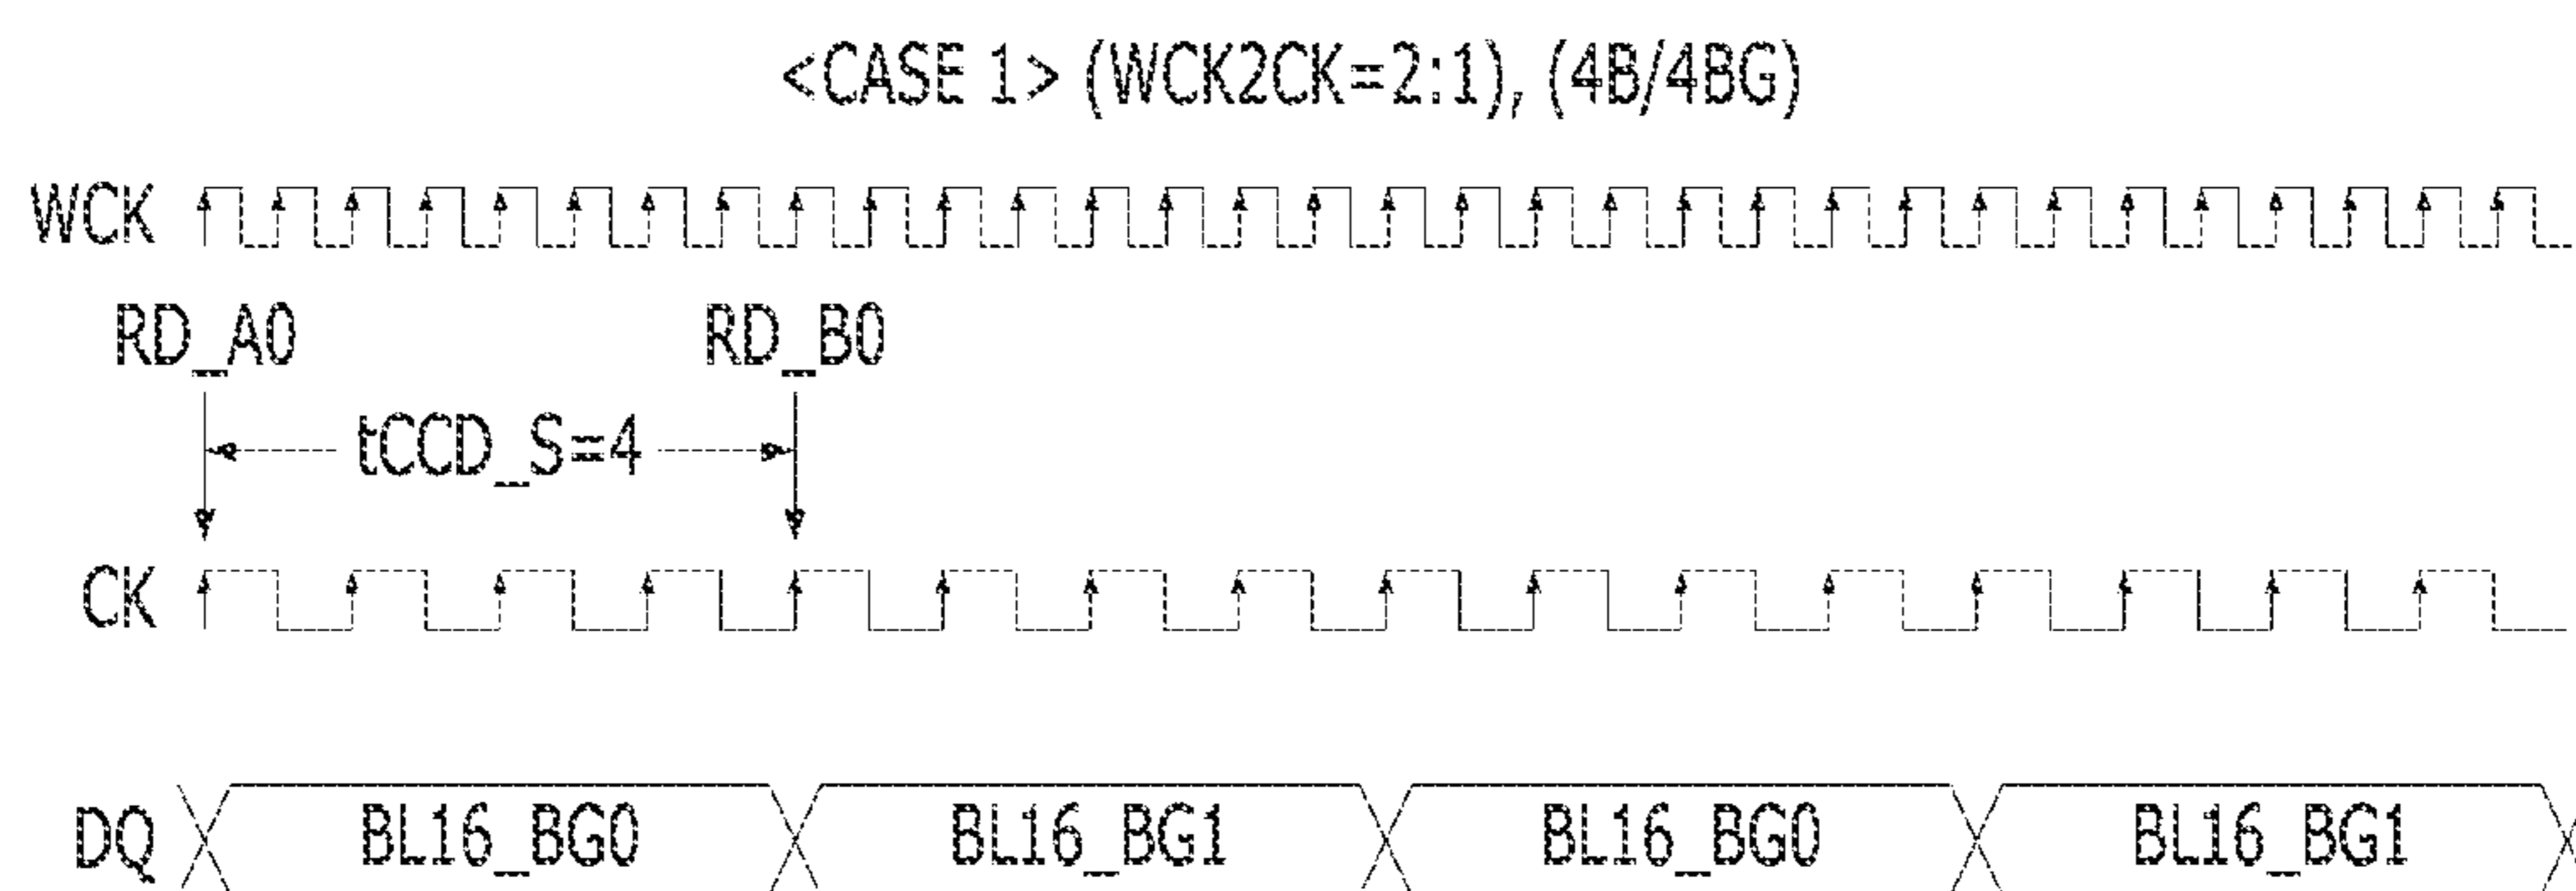 <CASE 1> (WCK2CK=2:1), (4B/4BG)
WCK
RD_A0 RD_B0
tCCD_S=4
CK
DQ BL16_BG0 BL16_BG1 BL16_BG0 BL16_BG1